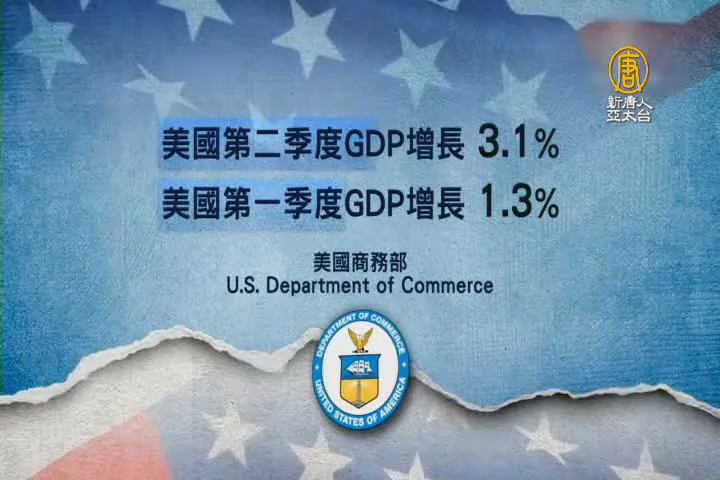 唐
新唐人
亞太台
美國第二季度GDP增長 3.1%
美國第一季度GDP增長 1.3%
美國商務部
U.S. Department of Commerce
DEPARTMENT OF COMMERCE
UNITED STATES OF AMERICA